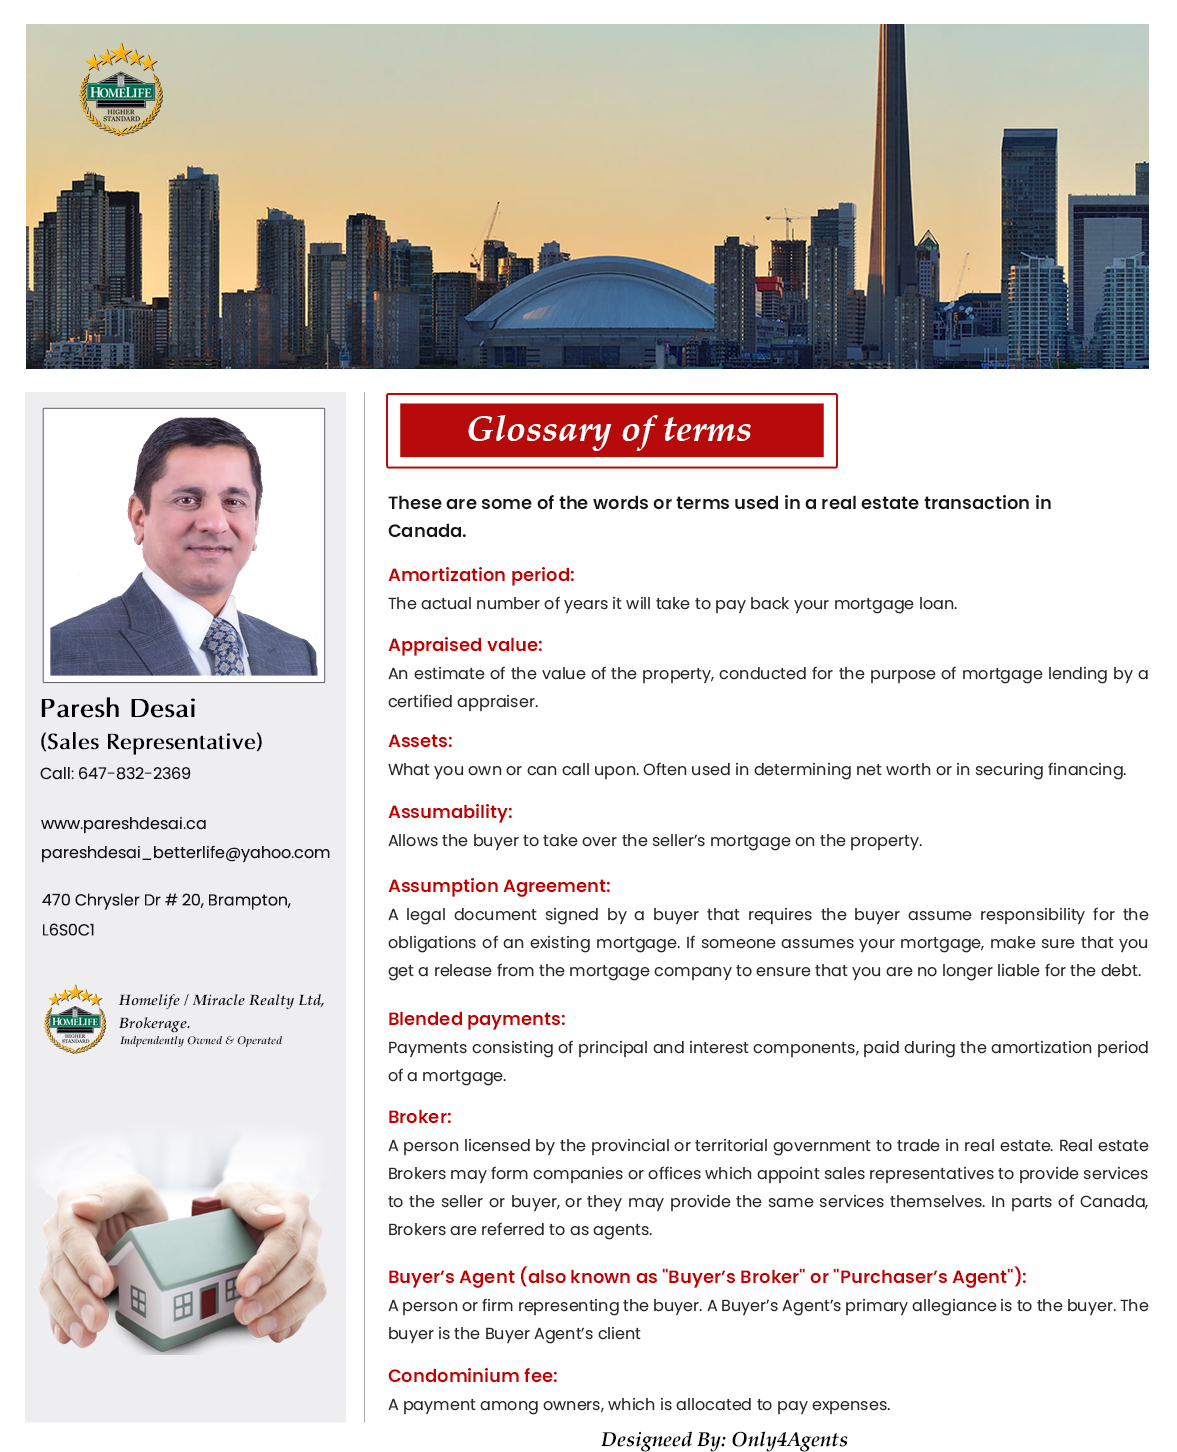 HOMELIFE
HIGHER
STANDARD
Glossary of terms
These are some of the words or terms used in a real estate transaction in
Canada.
Amortization period:
The actual number of years it will take to pay back your mortgage loan.
Appraised value:
An estimate of the value of the property, conducted for the purpose of mortgage lending by a
certified appraiser.
Assets:
What you own or can call upon. Often used in determining net worth or in securing financing.
Assumability:
Allows the buyer to take over the seller’s mortgage on the property.
Assumption Agreement:
A legal document signed by a buyer that requires the buyer assume responsibility for the
obligations of an existing mortgage. If someone assumes your mortgage, make sure that you
get a release from the mortgage company to ensure that you are no longer liable for the debt.
Blended payments:
Payments consisting of principal and interest components, paid during the amortization period
of a mortgage.
Broker:
A person licensed by the provincial or territorial government to trade in real estate. Real estate
Brokers may form companies or offices which appoint sales representatives to provide services
to the seller or buyer, or they may provide the same services themselves. In parts of Canada,
Brokers are referred to as agents.
Buyer’s Agent (also known as "Buyer’s Broker" or "Purchaser’s Agent"):
A person or firm representing the buyer. A Buyer’s Agent’s primary allegiance is to the buyer. The
buyer is the Buyer Agent’s client
Condominium fee:
A payment among owners, which is allocated to pay expenses.
Paresh Desai
(Sales Representative)
Call: 647-832-2369
www.pareshdesai.ca
pareshdesai_betterlife@yahoo.com
470 Chrysler Dr # 20, Brampton,
L6S0C1
HOMELIFE
HIGHER
STANDARD
Homelife / Miracle Realty Ltd,
Brokerage.
Indpendently Owned & Operated
Designeed By: Only4Agents